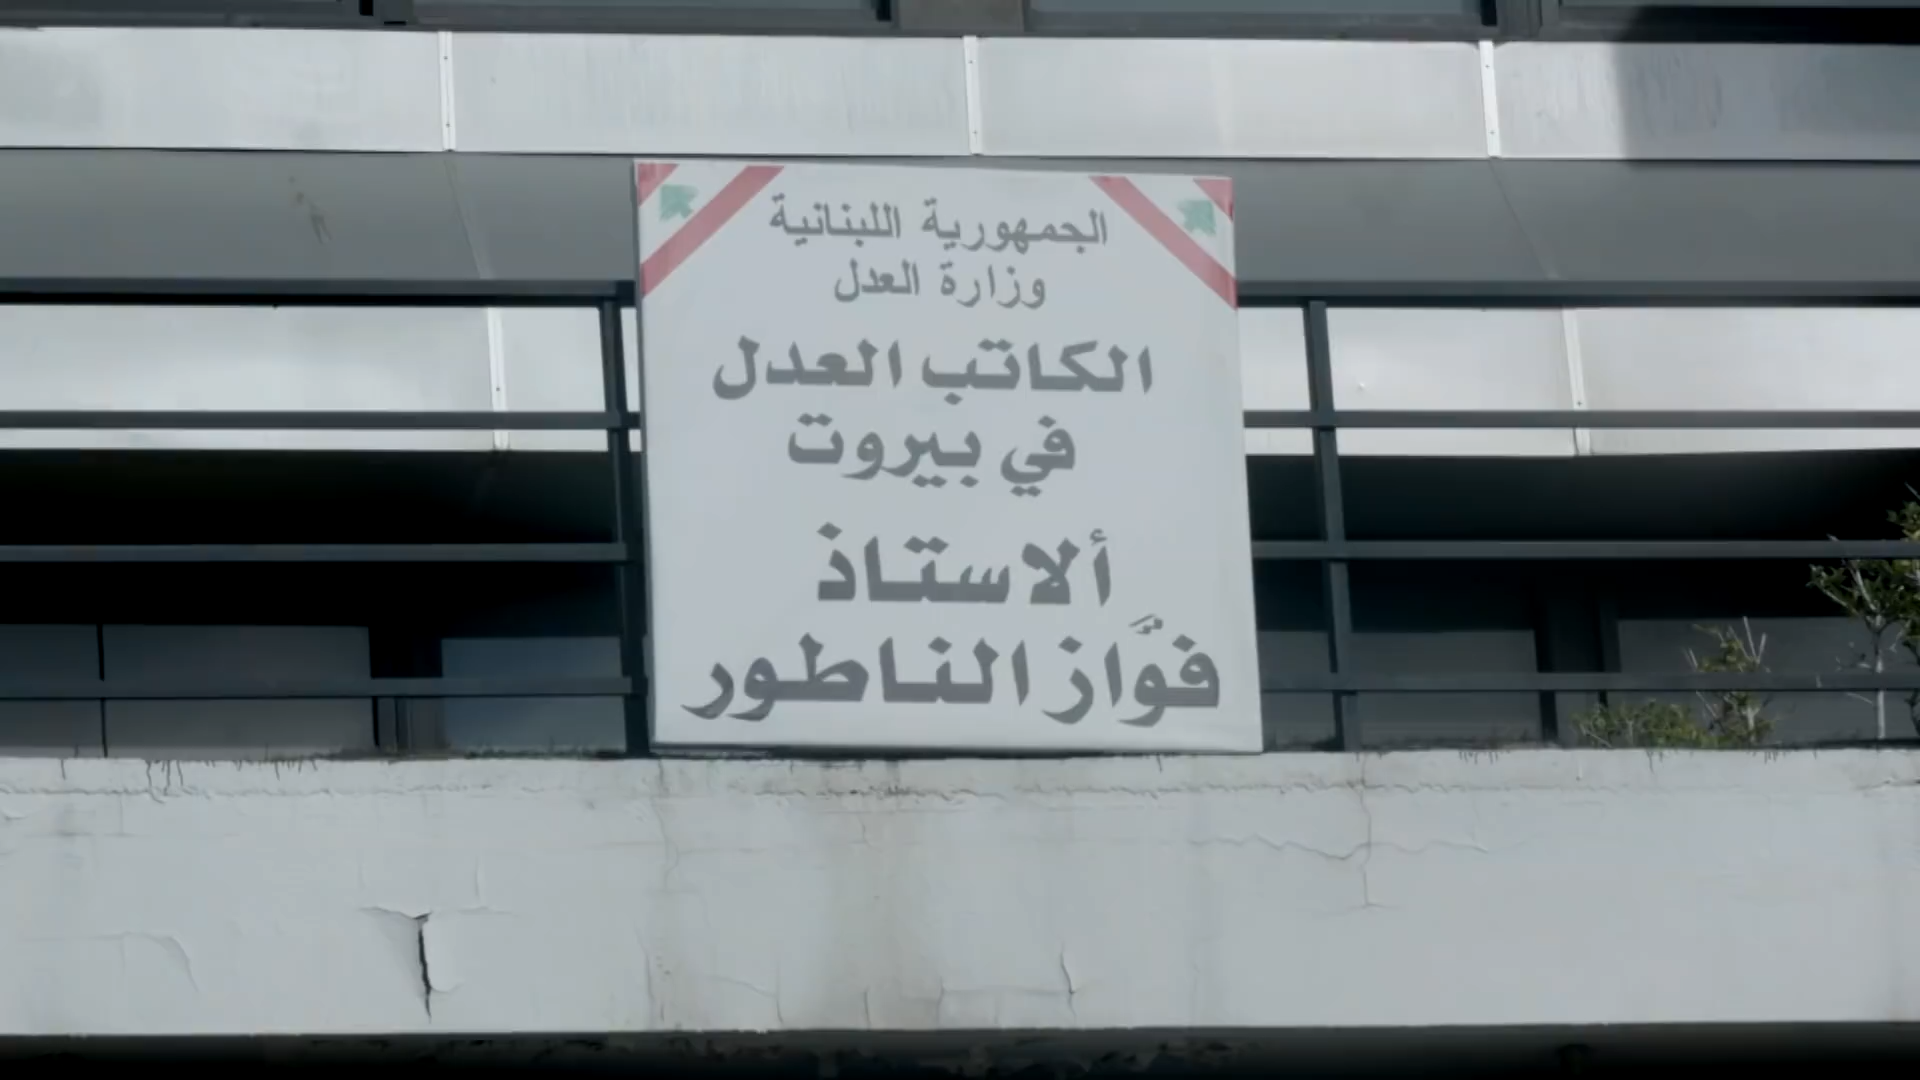 الجمهورية اللبنانية
وزارة العدل
الكاتب العدل
في بيروت
ألاستاذ
فوًاز الناطور